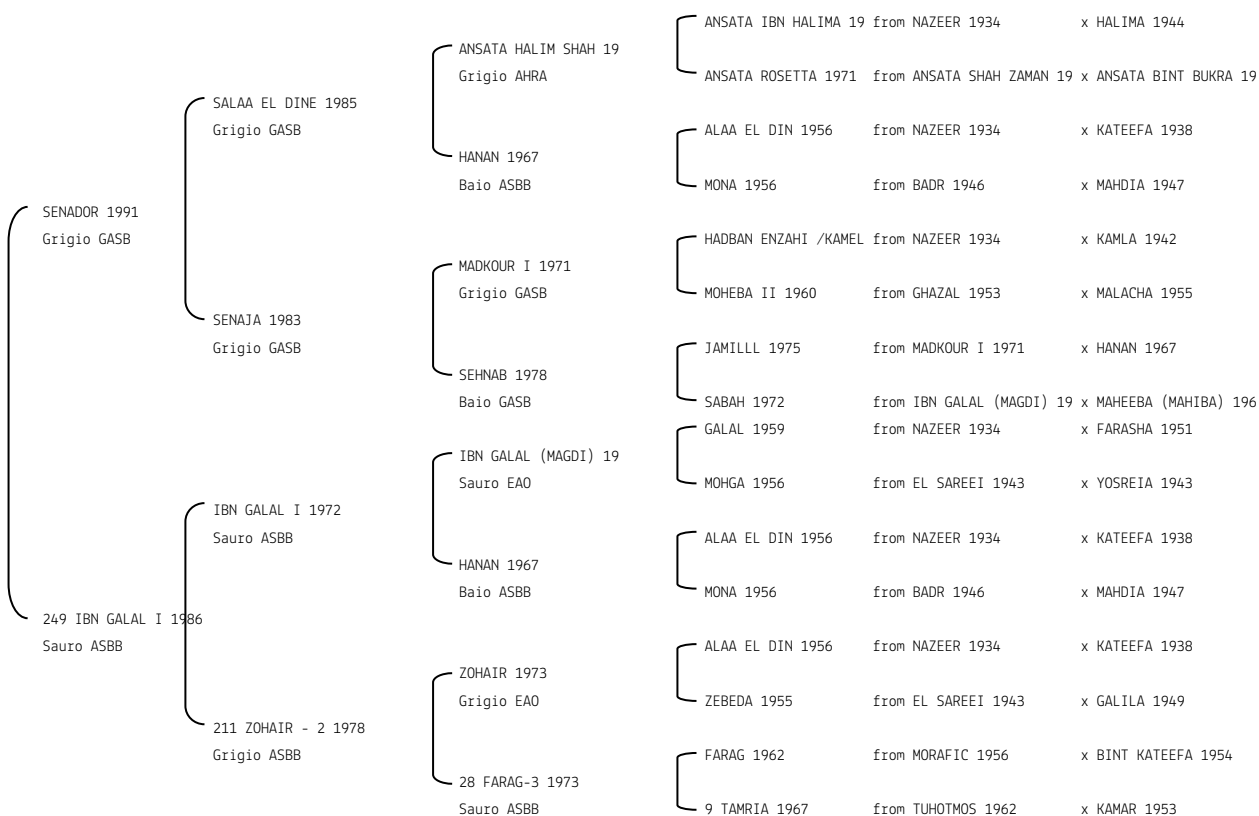 ANSATA IBN HALIMA 19 from NAZEER 1934 x HALIMA 1944
ANSATA HALIM SHAH 19
Grigio AHRA
ANSATA ROSETTA 1971 from ANSATA SHAH ZAMAN 19 x ANSATA BINT BUKRA 19
SALAA EL DINE 1985
Grigio GASB
ALAA EL DIN 1956 from NAZEER 1934 x KATEEFA 1938
HANAN 1967
Baio ASBB
MONA 1956 from BADR 1946 x MAHDIA 1947
SENADOR 1991
Grigio GASB
HADBAN ENZAHI /KAMEL from NAZEER 1934 x KAMLA 1942
MADKOUR I 1971
Grigio GASB
MOHEBA II 1960 from GHAZAL 1953 x MALACHA 1955
SENAJA 1983
Grigio GASB
JAMILLL 1975 from MADKOUR I 1971 x HANAN 1967
SEHNAB 1978
Baio GASB
SABAH 1972 from IBN GALAL (MAGDI) 19 x MAHEEBA (MAHIBA) 196
GALAL 1959 from NAZEER 1934 x FARASHA 1951
IBN GALAL (MAGDI) 19
Sauro EAO
MOHGA 1956 from EL SAREEI 1943 x YOSREIA 1943
IBN GALAL I 1972
Sauro ASBB
ALAA EL DIN 1956 from NAZEER 1934 x KATEEFA 1938
HANAN 1967
Baio ASBB
MONA 1956 from BADR 1946 x MAHDIA 1947
249 IBN GALAL I 1986
Sauro ASBB
ALAA EL DIN 1956 from NAZEER 1934 x KATEEFA 1938
ZOHAIR 1973
Grigio EAO
ZEBEDA 1955 from EL SAREEI 1943 x GALILA 1949
211 ZOHAIR - 2 1978
Grigio ASBB
FARAG 1962 from MORAFIC 1956 x BINT KATEEFA 1954
28 FARAG-3 1973
Sauro ASBB
9 TAMRIA 1967 from TUHOTMOS 1962 x KAMAR 1953